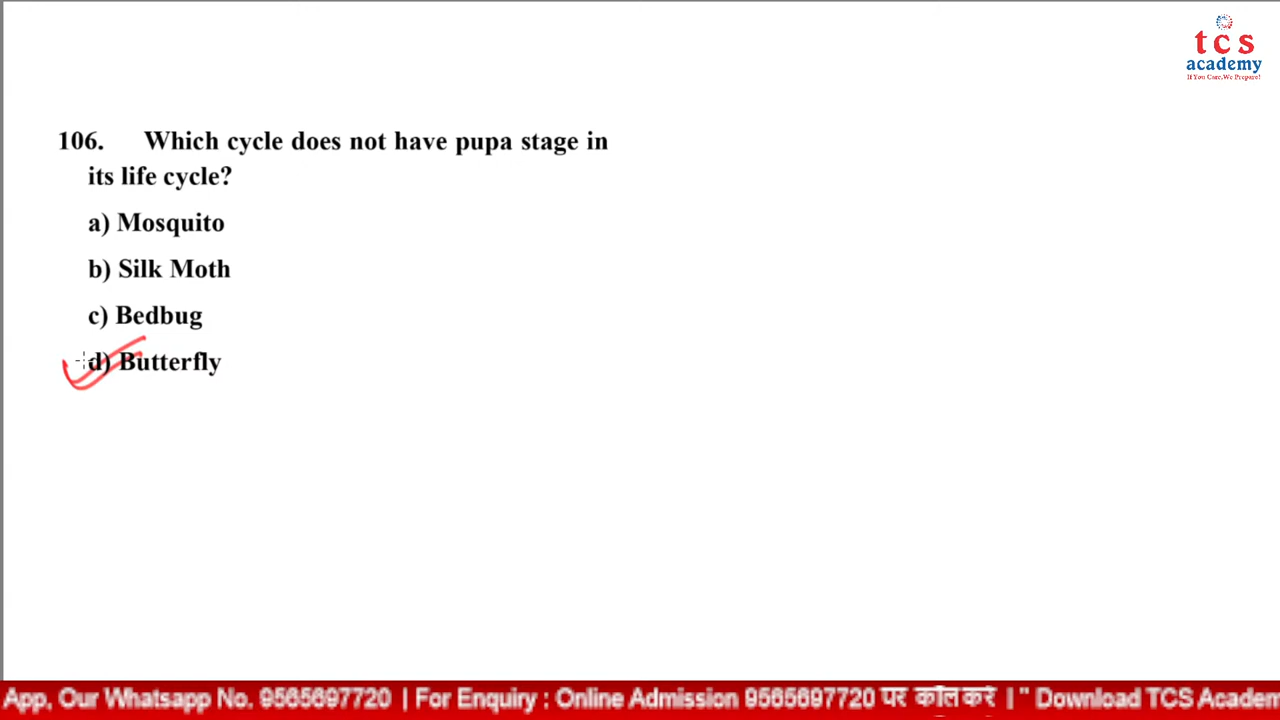 tcs
academy
If You Care,We Prepare!
106. Which cycle does not have pupa stage in
its life cycle?
a) Mosquito
b) Silk Moth
c) Bedbug
d) Butterfly
App, Our Whatsapp No. 9565697720 | For Enquiry : Online Admission 9565697720 पर कॉल करे | " Download TCS Academ